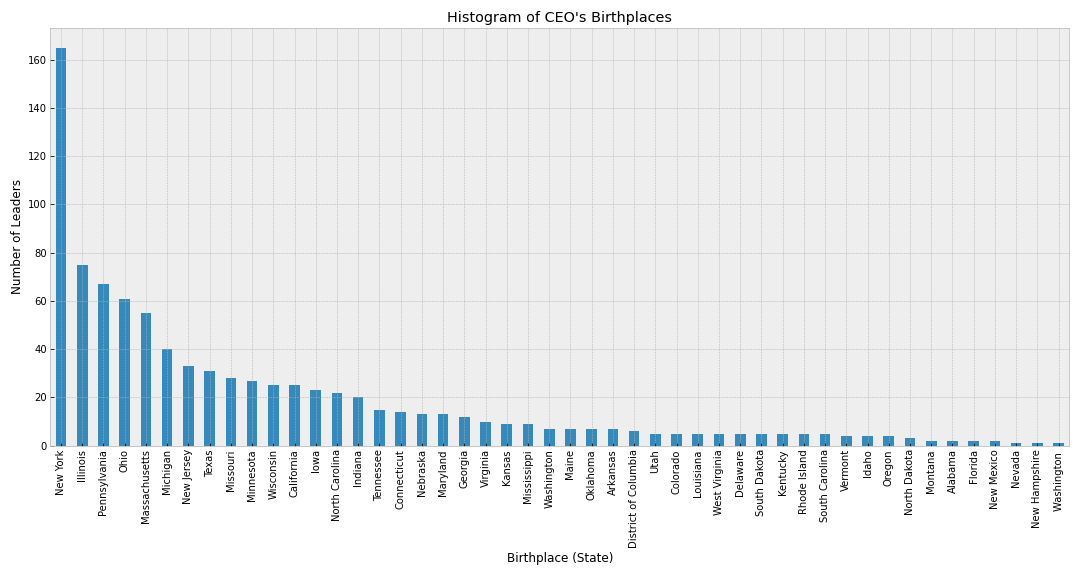 Histogram of CEO's Birthplaces
Number of Leaders
160
140
120
100
80
60
40
20
0
New York
Illinois
Pennsylvania
Ohio
Massachusetts
Michigan
New Jersey
Texas
Missouri
Minnesota
Wisconsin
California
Iowa
North Carolina
Indiana
Tennessee
Connecticut
Nebraska
Maryland
Georgia
Virginia
Kansas
Mississippi
Washington
Maine
Oklahoma
Arkansas
District of Columbia
Utah
Colorado
Louisiana
West Virginia
Delaware
South Dakota
Kentucky
Rhode Island
South Carolina
Vermont
Idaho
Oregon
North Dakota
Montana
Alabama
Florida
New Mexico
Nevada
New Hampshire
Washington
Birthplace (State)